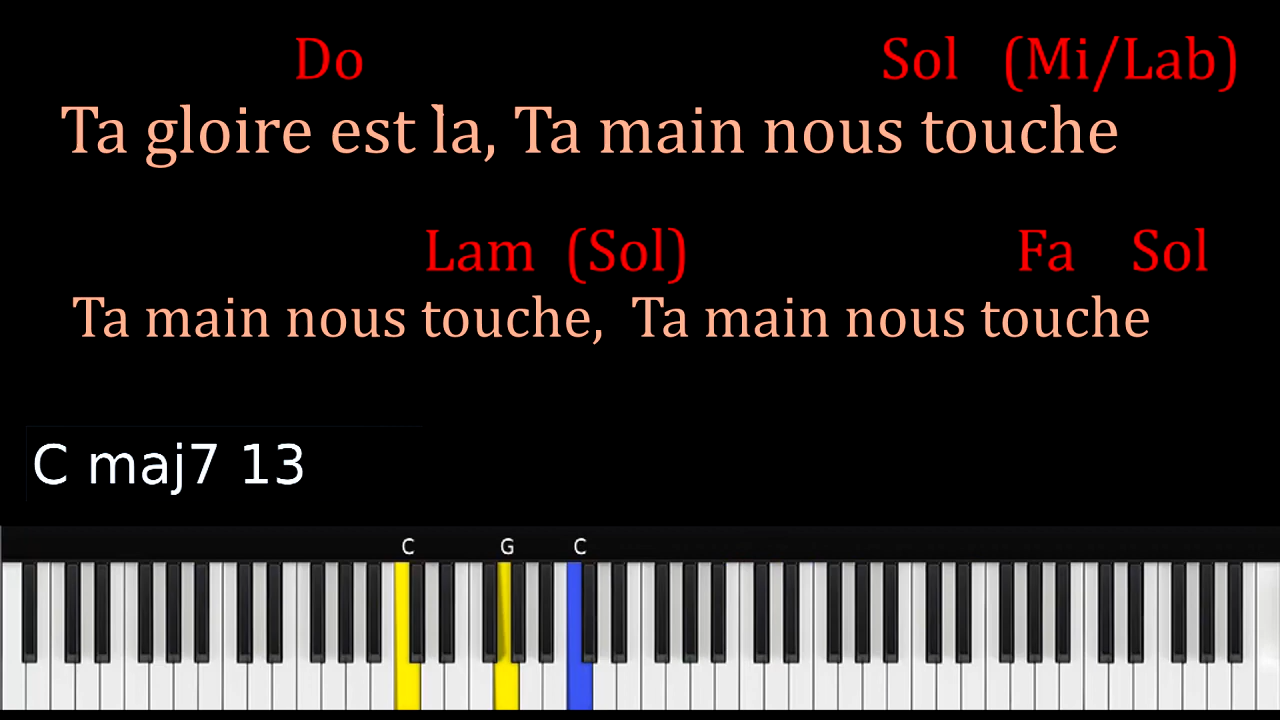 Do Sol (Mi/Lab)
Ta gloire est là, Ta main nous touche
Lam (Sol) Fa Sol
Ta main nous touche, Ta main nous touche
C maj7 13
C G C